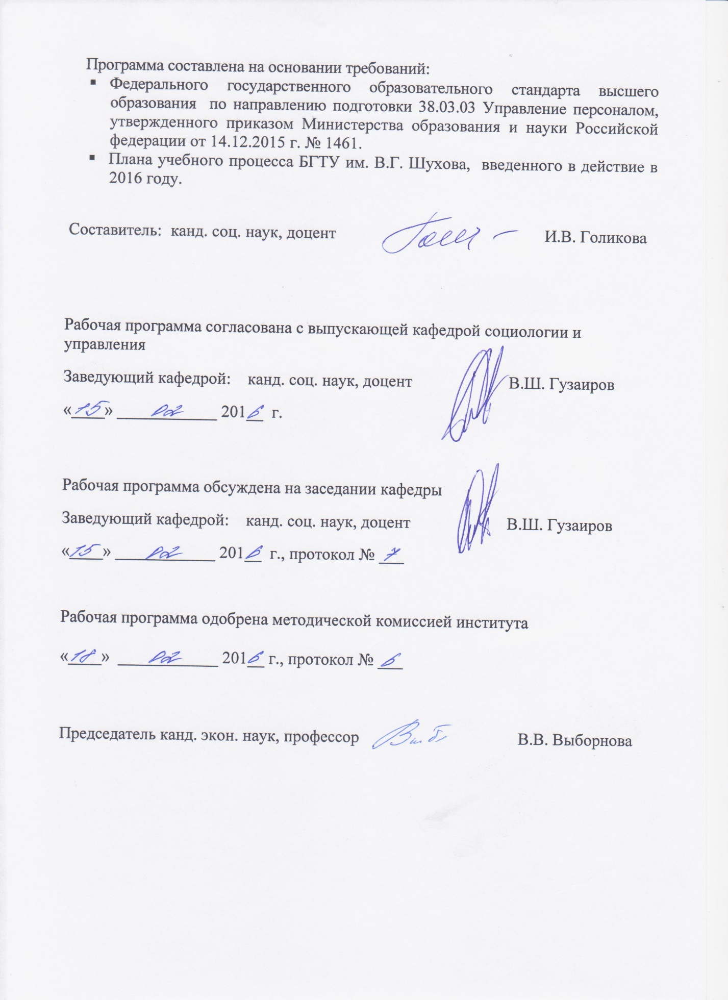 Программа составлена на основании требований:
▪ Федерального государственного образовательного стандарта высшего
образования по направлению подготовки 38.03.03 Управление персоналом,
утвержденного приказом Министерства образования и науки Российской
федерации от 14.12.2015 г. № 1461.
▪ Плана учебного процесса БГТУ им. В.Г. Шухова, введенного в действие в
2016 году.
Составитель: канд. соц. наук, доцент И.В. Голикова
Рабочая программа согласована с выпускающей кафедрой социологии и
управления
Заведующий кафедрой: канд. соц. наук, доцент В.Ш. Гузаиров
«15» 02 2016 г.
Рабочая программа обсуждена на заседании кафедры
Заведующий кафедрой: канд. соц. наук, доцент В.Ш. Гузаиров
«15» 02 2016 г., протокол № 7
Рабочая программа одобрена методической комиссией института
«18» 02 2016 г., протокол № 6
Председатель канд. экон. наук, профессор В.В. Выборнова